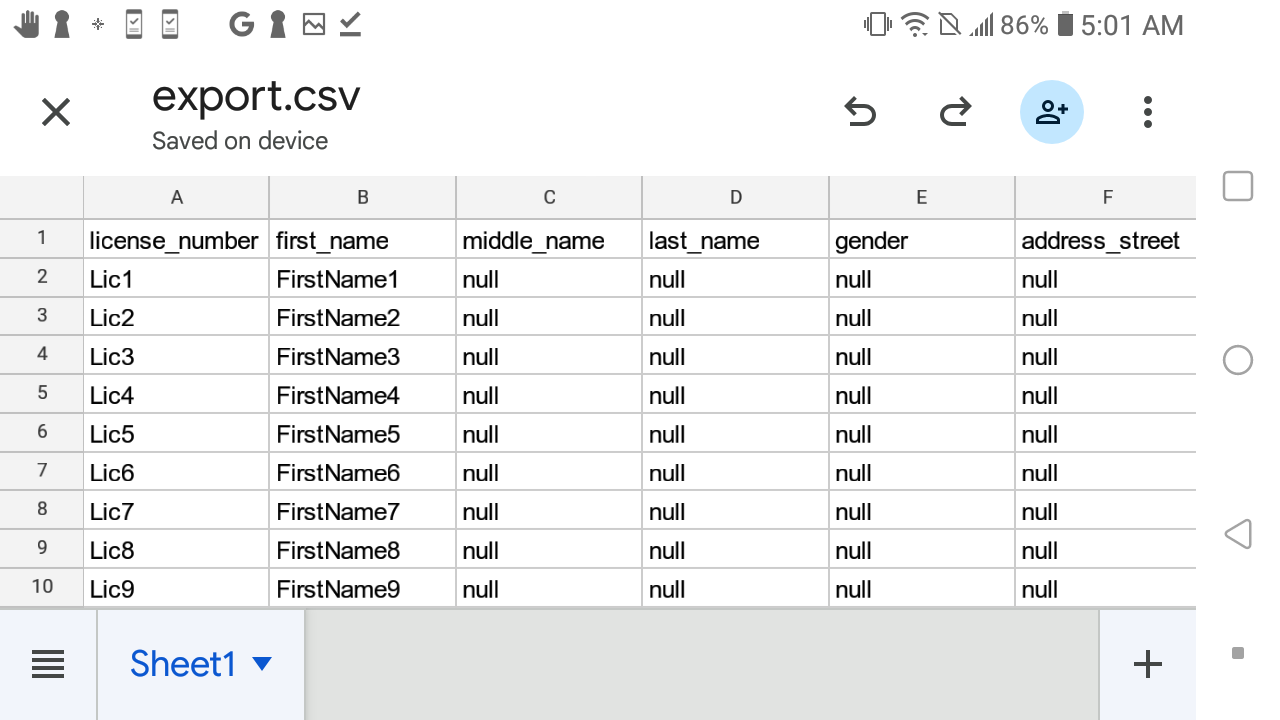 86% 5:01 AM
export.csv
Saved on device
A B C D E F
1 license_number first_name middle_name last_name gender address_street
2 Lic1 FirstName1 null null null null
3 Lic2 FirstName2 null null null null
4 Lic3 FirstName3 null null null null
5 Lic4 FirstName4 null null null null
6 Lic5 FirstName5 null null null null
7 Lic6 FirstName6 null null null null
8 Lic7 FirstName7 null null null null
9 Lic8 FirstName8 null null null null
10 Lic9 FirstName9 null null null null
Sheet1